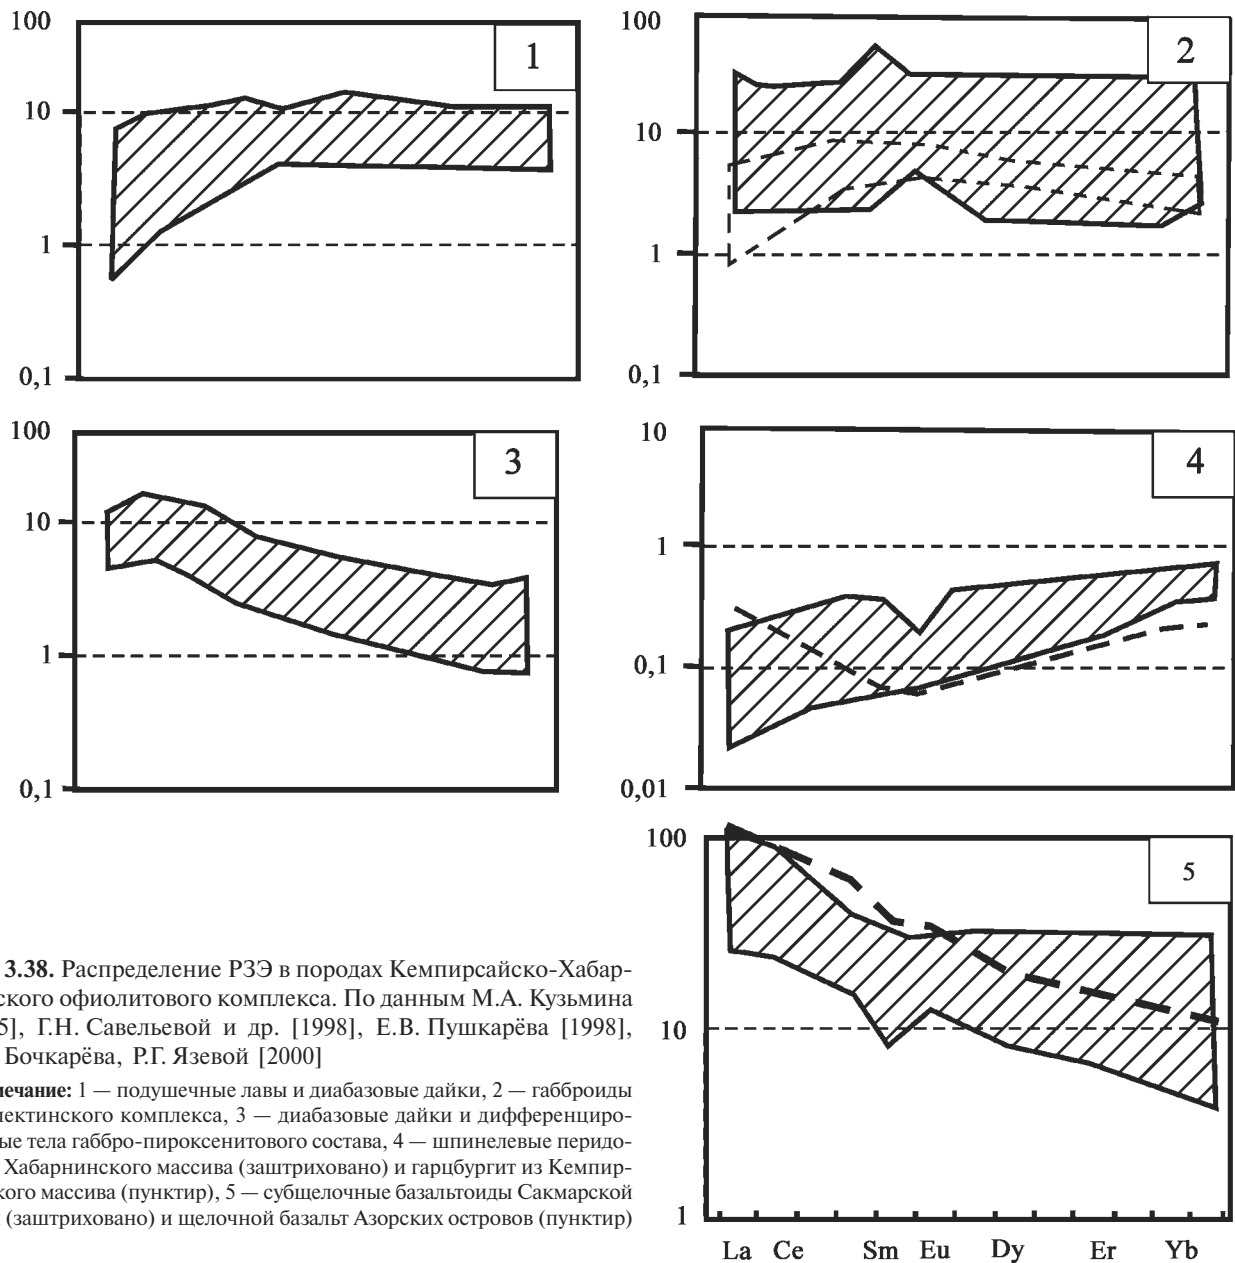 100
10
1
0,1
1
100
10
1
0,1
2
100
10
1
0,1
3
10
1
0,1
0,01
4
100
10
1
5
La Ce Sm Eu Dy Er Yb
3.38. Распределение РЗЭ в породах Кемпирсайско-Хабар-
ского офиолитового комплекса. По данным М.А. Кузьмина
5], Г.Н. Савельевой и др. [1998], Е.В. Пушкарёва [1998],
Бочкарёва, Р.Г. Язевой [2000]
мечание: 1 — подушечные лавы и диабазовые дайки, 2 — габброиды
лектинского комплекса, 3 — диабазовые дайки и дифференциро-
ые тела габбро-пироксенитового состава, 4 — шпинелевые перидо-
Хабарнинского массива (заштриховано) и гарцбургит из Кемпир-
кого массива (пунктир), 5 — субщелочные базальтоиды Сакмарской
(заштриховано) и щелочной базальт Азорских островов (пунктир)